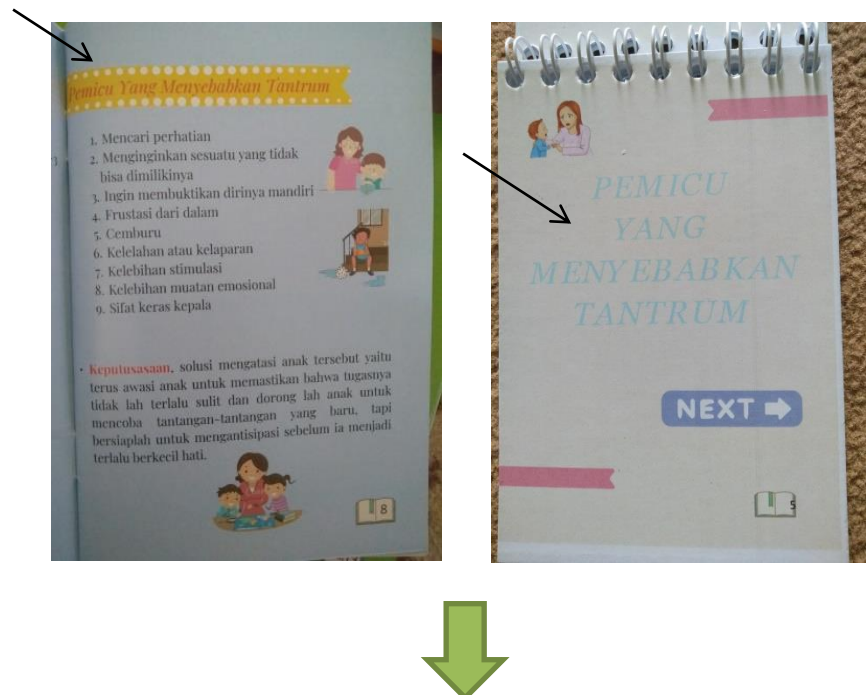 Pemicu Yang Menyebabkan Tantrum
1. Mencari perhatian
2. Menginginkan sesuatu yang tidak
bisa dimilikinya
3. Ingin membuktikan dirinya mandiri
4. Frustasi dari dalam
5. Cemburu
6. Kelelahan atau kelaparan
7. Kelebihan stimulasi
8. Kelebihan muatan emosional
9. Sifat keras kepala
• Keputusasaan, solusi mengatasi anak tersebut yaitu
terus awasi anak untuk memastikan bahwa tugasnya
tidak lah terlalu sulit dan dorong lah anak untuk
mencoba tantangan-tantangan yang baru, tapi
bersiaplah untuk mengantisipasi sebelum ia menjadi
terlalu berkecil hati.
8
PEMICU
YANG
MENYEBABKAN
TANTRUM
NEXT
5